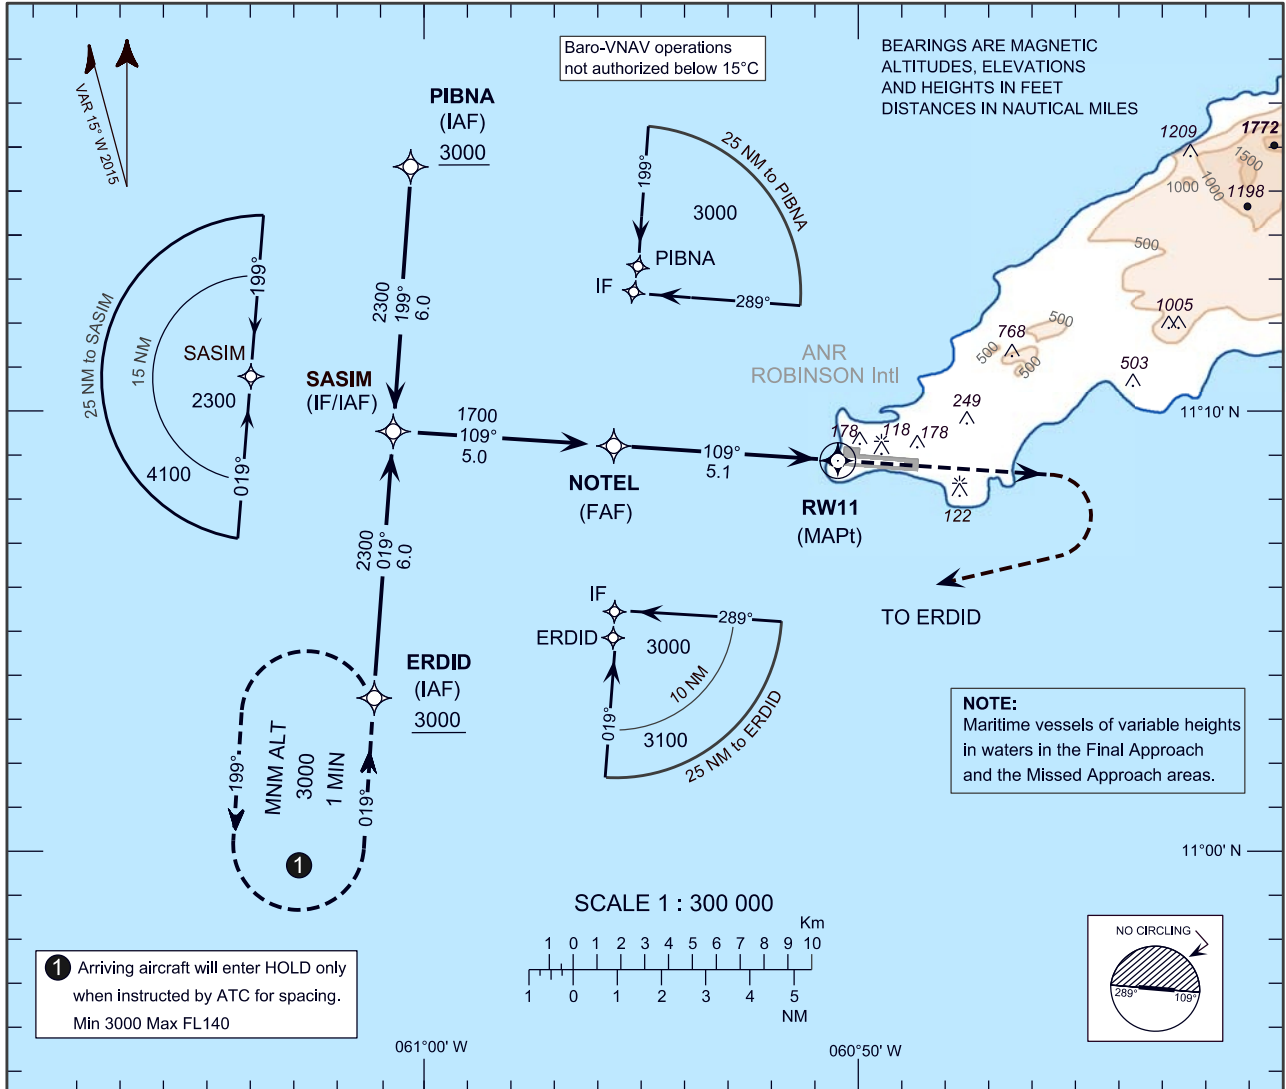 VAR 15° W 2015
PIBNA
(IAF)
3000
Baro-VNAV operations
not authorized below 15°C
BEARINGS ARE MAGNETIC
ALTITUDES, ELEVATIONS
AND HEIGHTS IN FEET
DISTANCES IN NAUTICAL MILES
1209
1772
1500
1000
1000
1198
500
1005
500
768
500
500
503
249
178
118
178
122
25 NM to PIBNA
199°
3000
PIBNA
IF
289°
25 NM to SASIM
15 NM
199°
SASIM
2300
4100
019°
2300
199°
6.0
SASIM
(IF/IAF)
1700
109°
5.0
NOTEL
(FAF)
109°
5.1
ANR
ROBINSON Intl
RW11
(MAPt)
11°10' N
TO ERDID
2300
019°
6.0
ERDID
(IAF)
3000
IF
ERDID
289°
3000
10 NM
019°
3100
25 NM to ERDID
199°
MNM ALT
3000
1 MIN
019°
1
NOTE:
Maritime vessels of variable heights
in waters in the Final Approach
and the Missed Approach areas.
11°00' N
SCALE 1 : 300 000
Km
1 0 1 2 3 4 5 6 7 8 9 10
1 0 1 2 3 4 5
NM
NO CIRCLING
289°
109°
1 Arriving aircraft will enter HOLD only
when instructed by ATC for spacing.
Min 3000 Max FL140
061°00' W
060°50' W